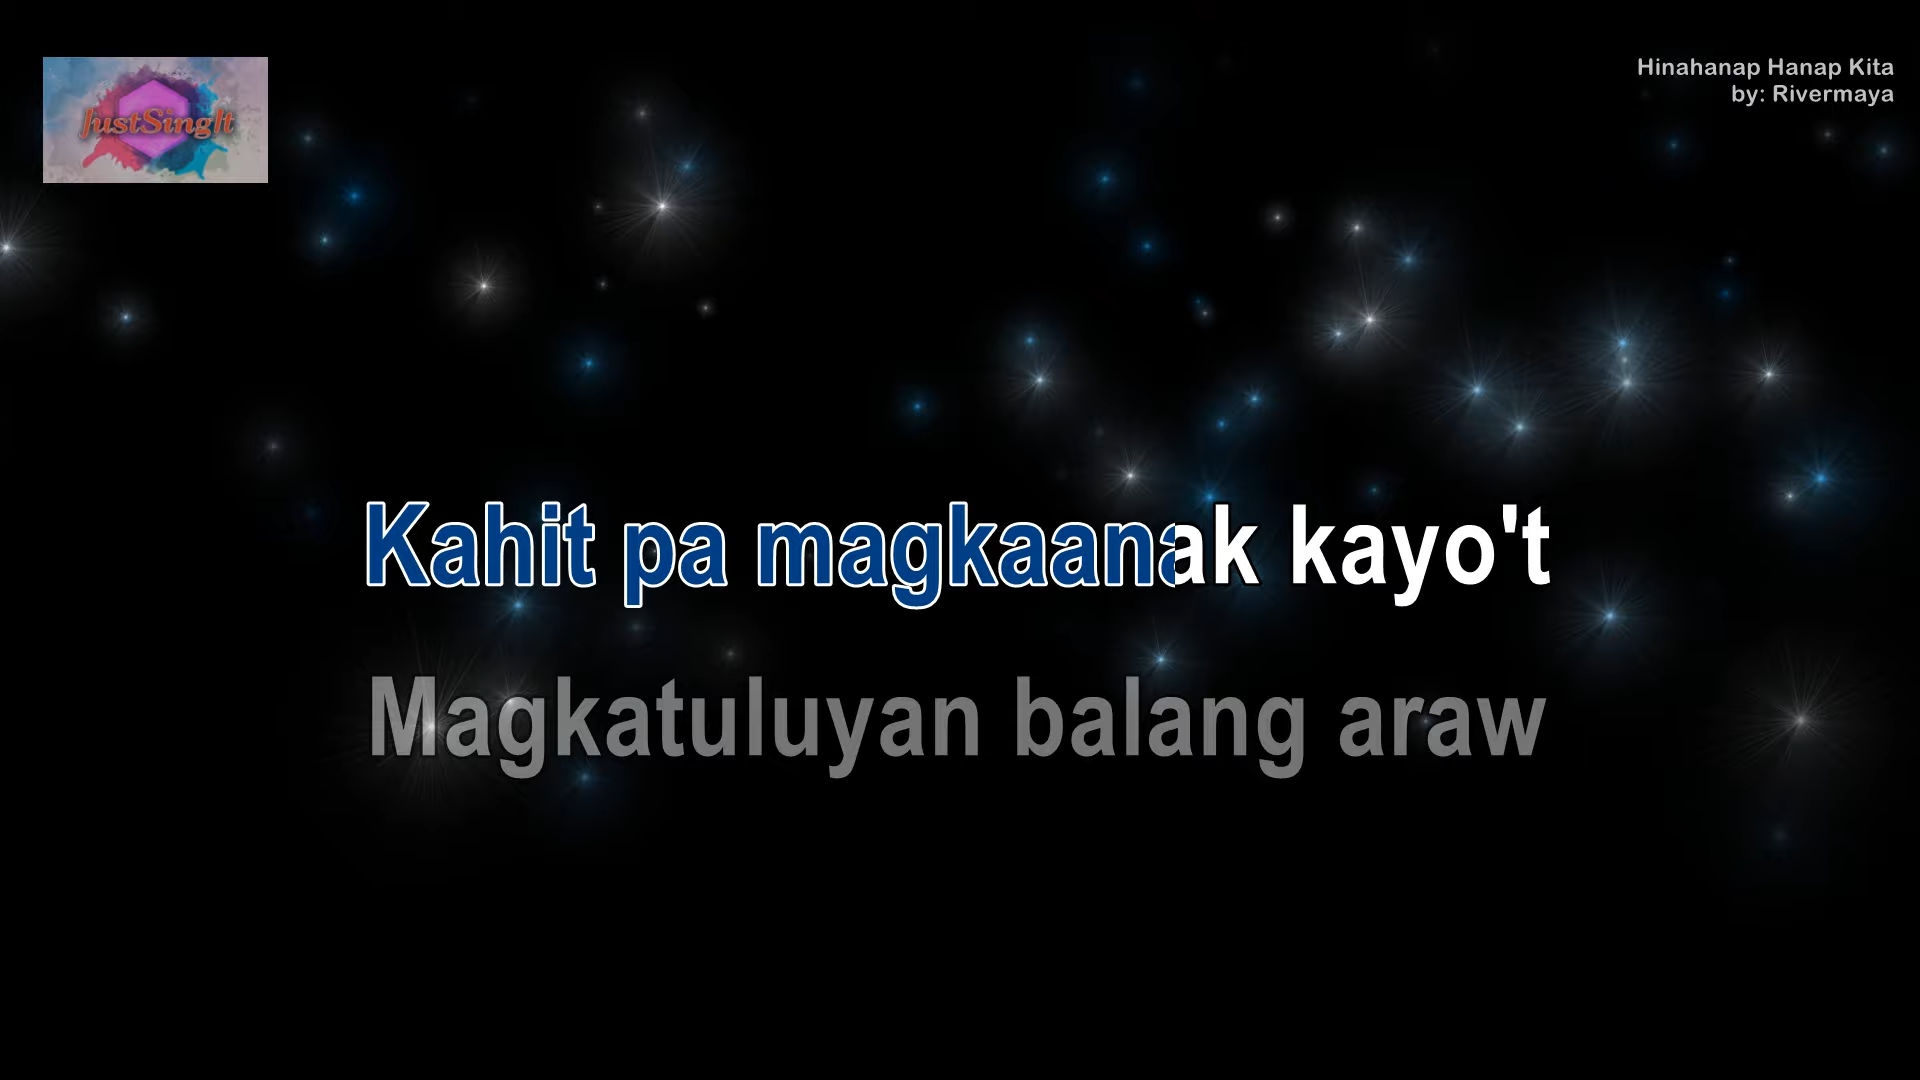 JustSingIt
Hinahanap Hanap Kita
by: Rivermaya
Kahit pa magkaanak kayo't
Magkatuluyan balang araw